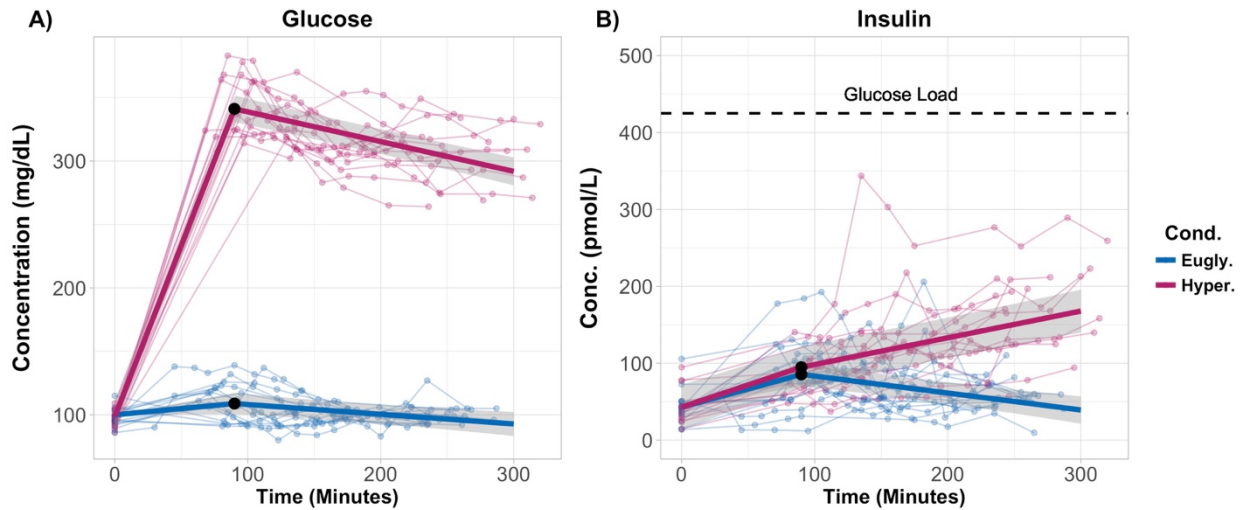 A)
Glucose
Concentration (mg/dL)
300
200
100
0
100
200
300
Time (Minutes)
B)
Insulin
Conc. (pmol/L)
500
400
300
200
100
0
Glucose Load
0
100
200
300
Time (Minutes)
Cond.
Eugly.
Hyper.